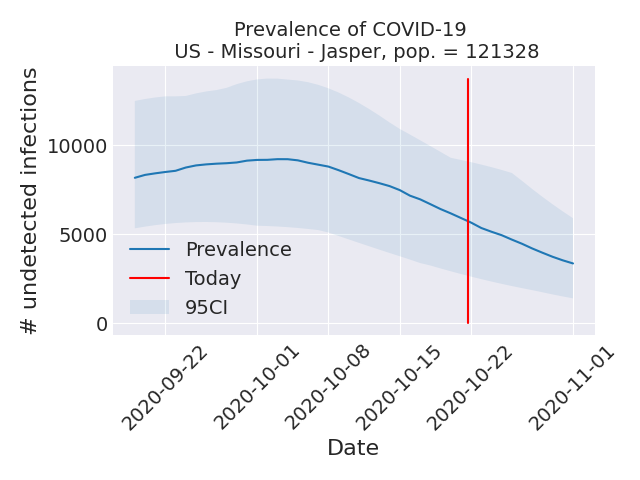 Prevalence of COVID-19
US - Missouri - Jasper, pop. = 121328
# undetected infections
10000
5000
0
Prevalence
Today
95CI
2020-09-22
2020-10-01
2020-10-08
2020-10-15
2020-10-22
2020-11-01
Date